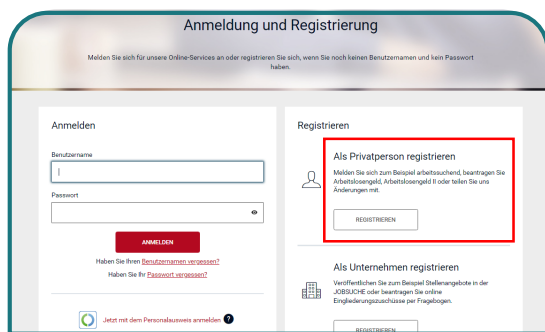 Anmeldung und Registrierung
Melden Sie sich für unsere Online-Services an oder registrieren Sie sich, wenn Sie noch keinen Benutzernamen und kein Passwort
haben.
Anmelden
Benutzername
Passwort
ANMELDEN
Haben Sie Ihren Benutzernamen vergessen?
Haben Sie Ihr Passwort vergessen?
Jetzt mit dem Personalausweis anmelden ?
Registrieren
Als Privatperson registrieren
Melden Sie sich zum Beispiel arbeitssuchend, beantragen Sie
Arbeitslosengeld, Arbeitslosengeld II oder teilen Sie uns
Änderungen mit.
REGISTRIEREN
Als Unternehmen registrieren
Veröffentlichen Sie zum Beispiel Stellenangebote in der
JOBSUCHE oder beantragen Sie online
Eingliederungszuschüsse per Fragebogen.
REGISTRIEREN